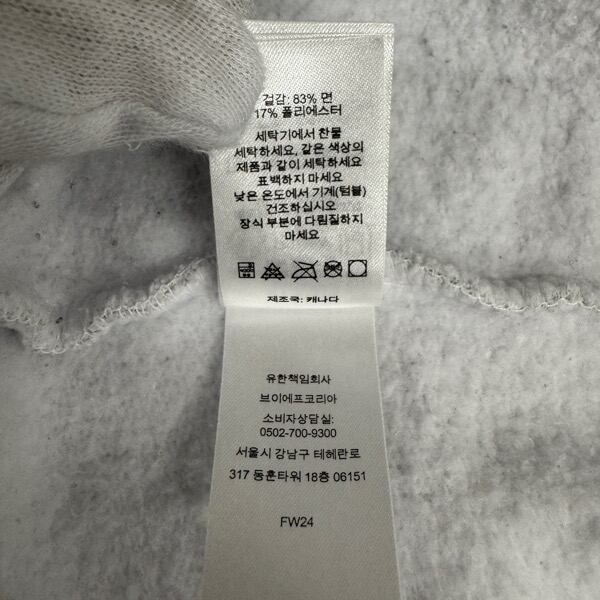 겉감: 83% 면
17% 폴리에스터
세탁기에서 찬물
세탁하세요, 같은 색상의
제품과 같이 세탁하세요
표백하지 마세요
낮은 온도에서 기계(텀블)
건조하십시오
장식 부분에 다림질하지
마세요
제조국: 캐나다
유한책임회사
브이에프코리아
소비자상담실:
0502-700-9300
서울시 강남구 테헤란로
317 동훈타워 18층 06151
FW24